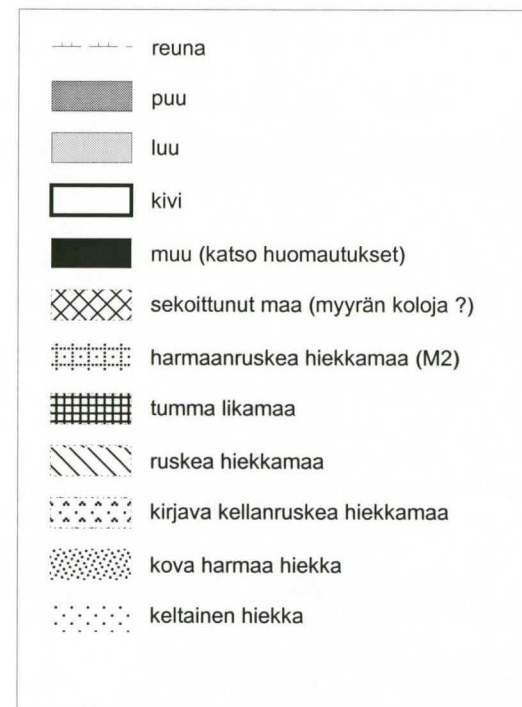 reuna
puu
luu
kivi
muu (katso huomautukset)
sekoittunut maa (myyrän koloja ?)
harmaanruskea hiekkamaa (M2)
tumma likamaa
ruskea hiekkamaa
kirjava kellanruskea hiekkamaa
kova harmaa hiekka
keltainen hiekka